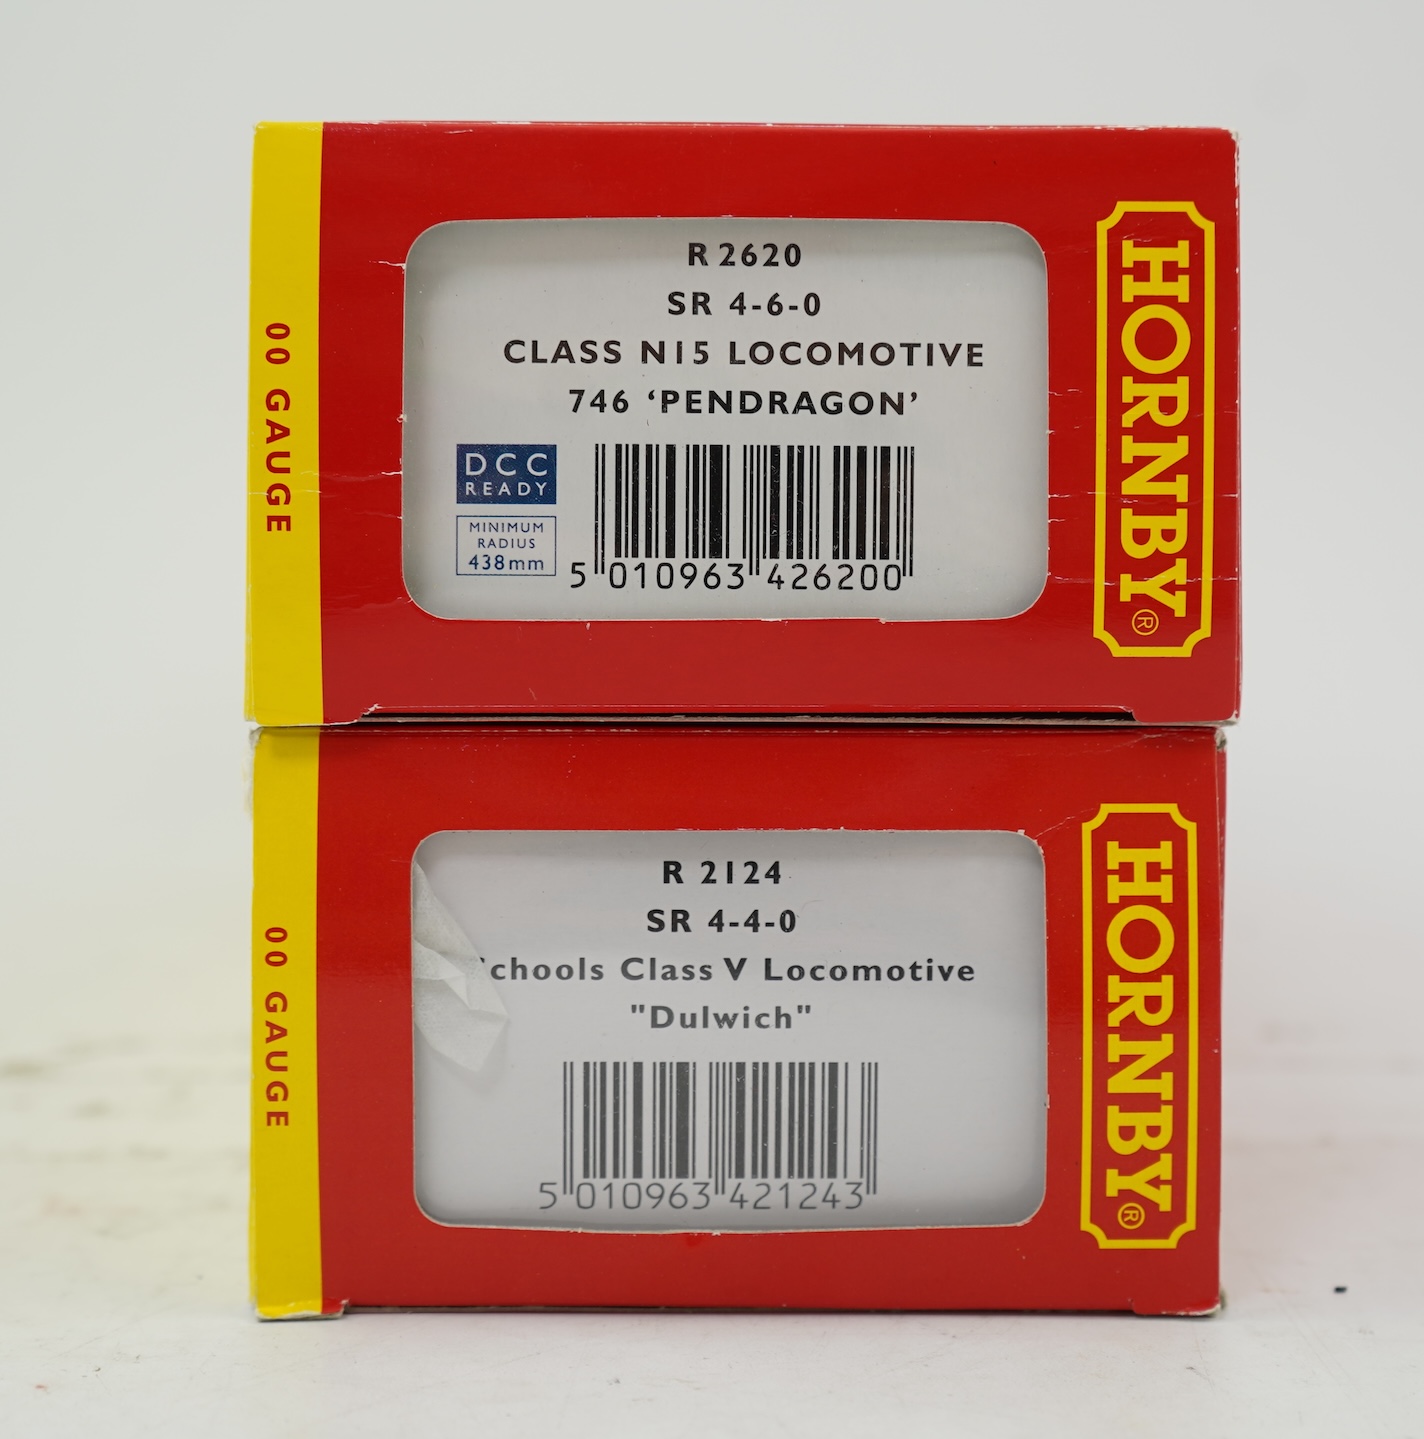 00 GAUGE
R 2620
SR 4-6-0
CLASS N15 LOCOMOTIVE
746 ‘PENDRAGON’
DCC
READY
MINIMUM
RADIUS
438mm
5 010963 426200
HORNBY®
00 GAUGE
R 2124
SR 4-4-0
chools Class V Locomotive
"Dulwich"
5 010963 421243
HORNBY®